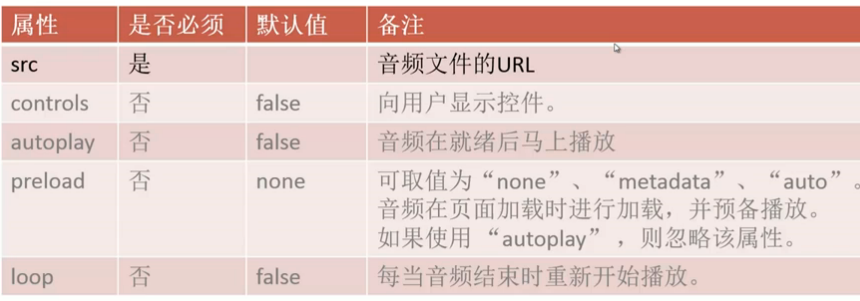 属性 是否必须 默认值 备注
src 是 音频文件的URL
controls 否 false 向用户显示控件。
autoplay 否 false 音频在就绪后马上播放
preload 否 none 可取值为“none”、“metadata”、“auto”。
音频在页面加载时进行加载，并预备播放。
如果使用 “autoplay” ，则忽略该属性。
loop 否 false 每当音频结束时重新开始播放。